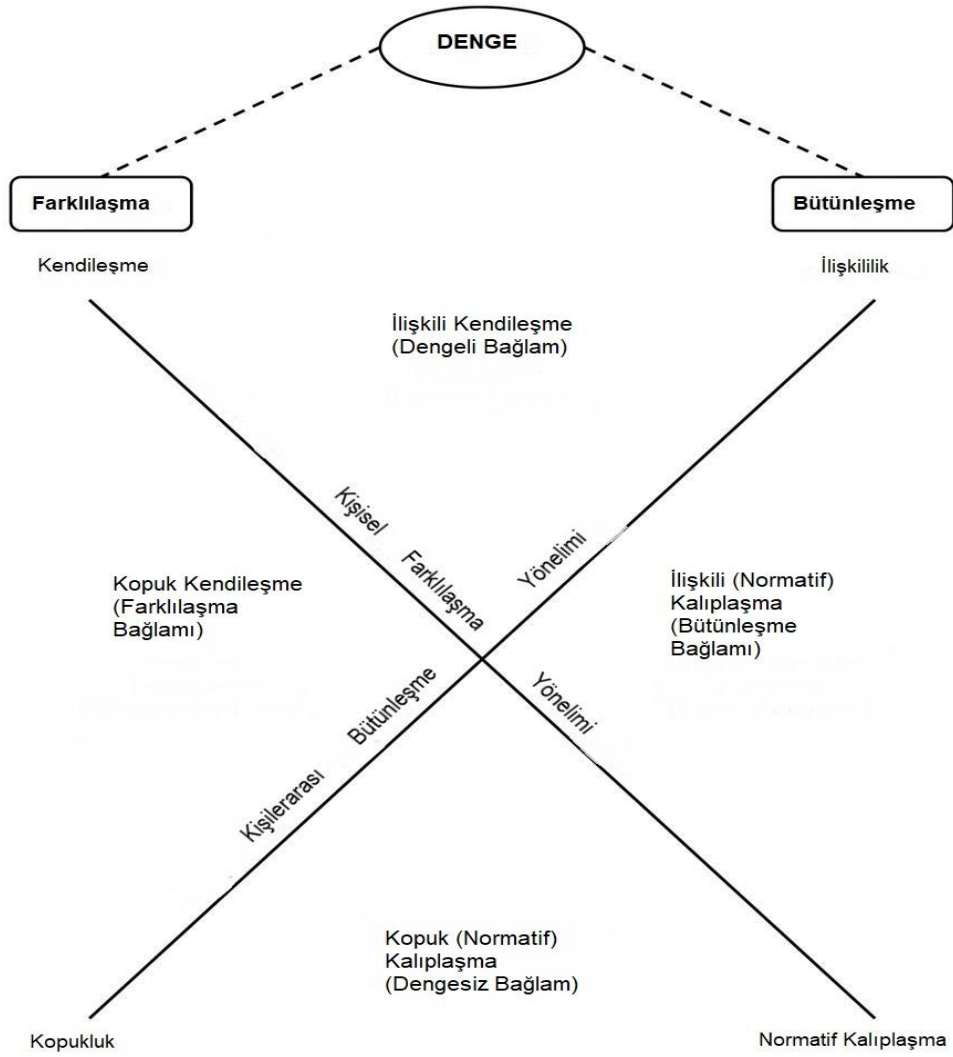 DENGE
Farklılaşma
Bütünleşme
Kendileşme
İlişkililik
İlişkili Kendileşme
(Dengeli Bağlam)
Kişisel Farklılaşma Yönelimi
Kişilerarası Bütünleşme Yönelimi
Kopuk Kendileşme
(Farklılaşma
Bağlamı)
İlişkili (Normatif)
Kalıplaşma
(Bütünleşme
Bağlamı)
Kopuk (Normatif)
Kalıplaşma
(Dengesiz Bağlam)
Kopukluk
Normatif Kalıplaşma